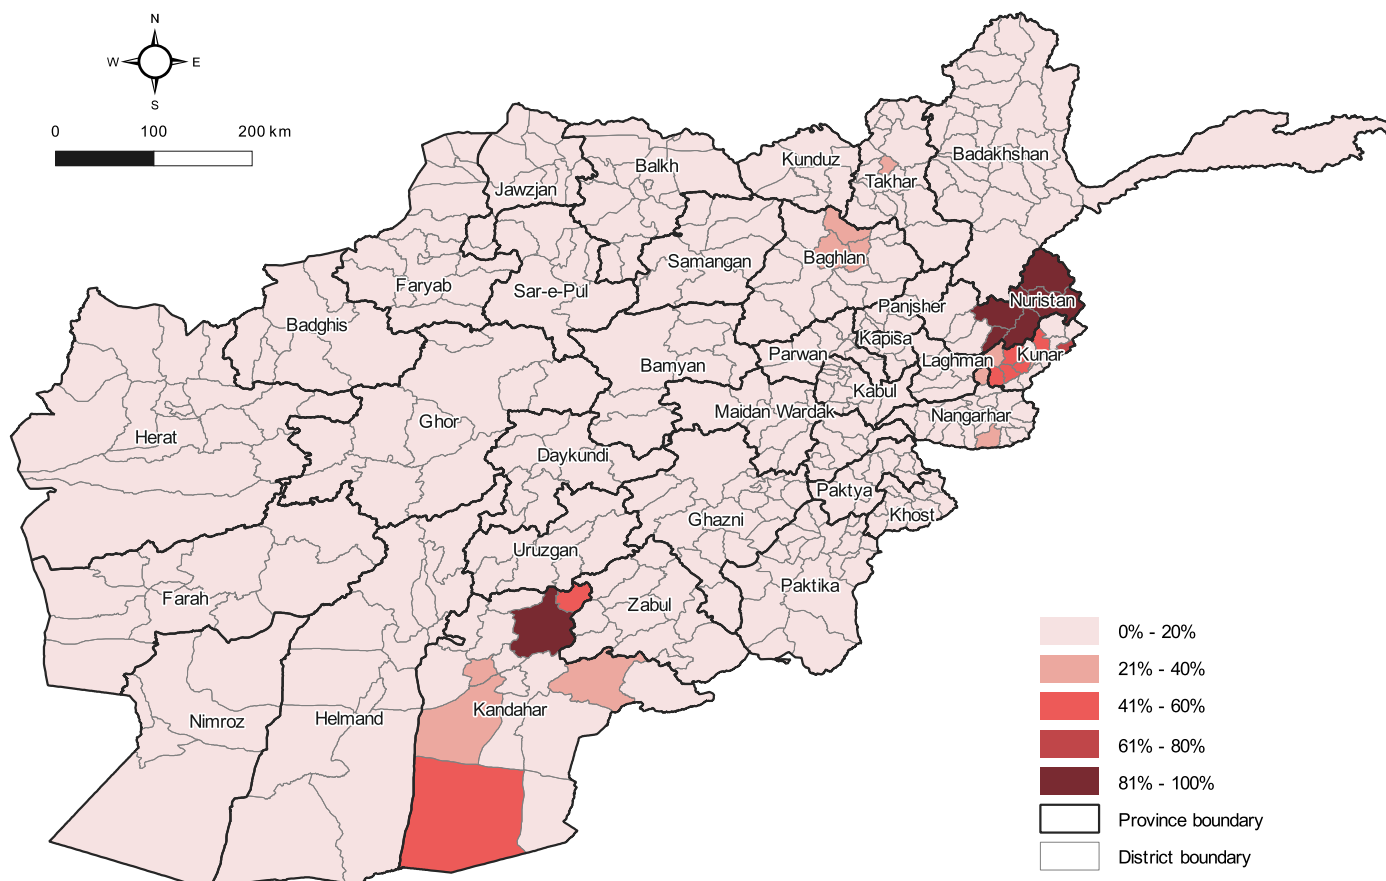 N
W E
S
0 100 200 km
Badakhshan
Kunduz
Balkh
Takhar
Jawzjan
Baghlan
Samangan
Faryab
Sar-e-Pul
Nuristan
Panjsher
Badghis
Kapisa
Parwan
Kunar
Laghman
Bamyan
Kabul
Maidan Wardak
Nangarhar
Ghor
Herat
Daykundi
Paktya
Khost
Ghazni
Uruzgan
Paktika
Farah
Zabul
Kandahar
Helmand
Nimroz
0% - 20%
21% - 40%
41% - 60%
61% - 80%
81% - 100%
Province boundary
District boundary